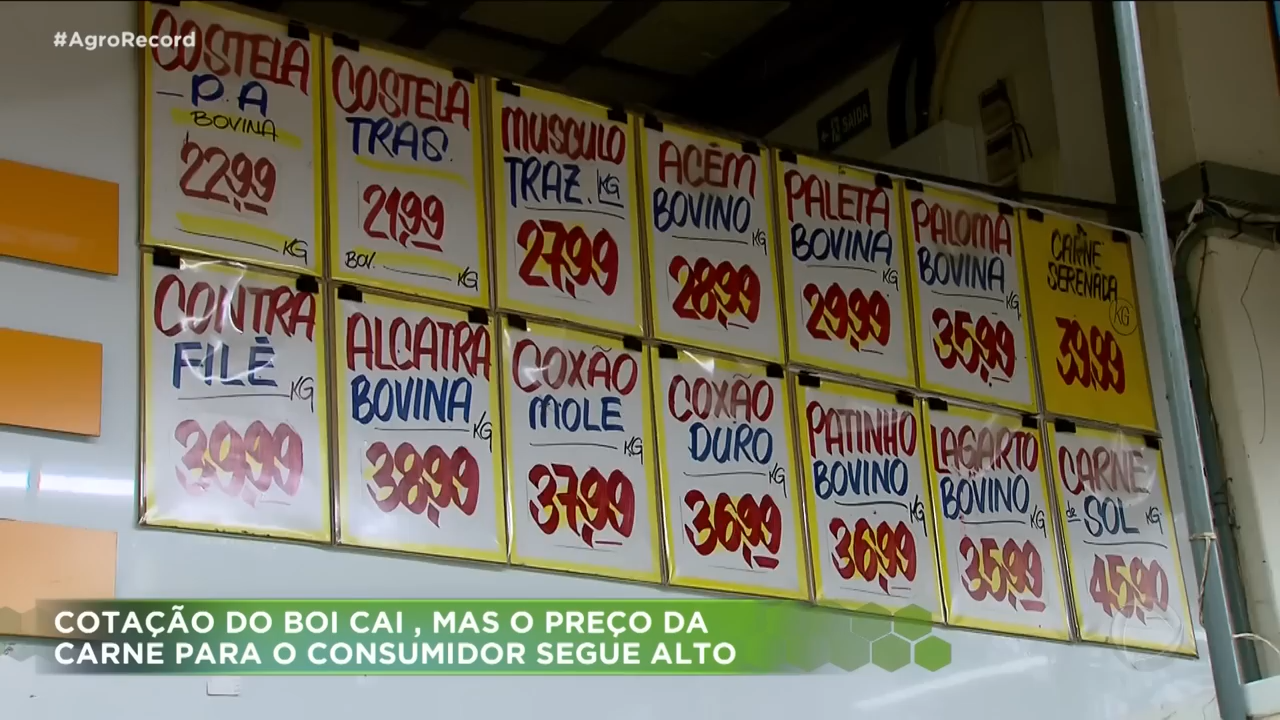 #AgroRecord
COSTELA
P.A
BOVINA
22,99
KG
COSTELA
TRAS.
21,99
BOV. KG
MUSCULO
TRAZ. KG
27,99
ACÉM
BOVINO
KG
28,99
PALETA
BOVINA
KG
29,99
PALOMA
BOVINA
KG
35,99
CARNE
SERENADA
KG
39,99
SAÍDA
CONTRA
FILÉ
KG
39,99
ALCATRA
BOVINA
KG
38,99
COXÃO
MOLE
KG
37,99
COXÃO
DURO
KG
36,99
PATINHO
BOVINO
KG
36,99
LAGARTO
BOVINO
KG
35,99
CARNE
de SOL KG
45,90
COTAÇÃO DO BOI CAI , MAS O PREÇO DA
CARNE PARA O CONSUMIDOR SEGUE ALTO